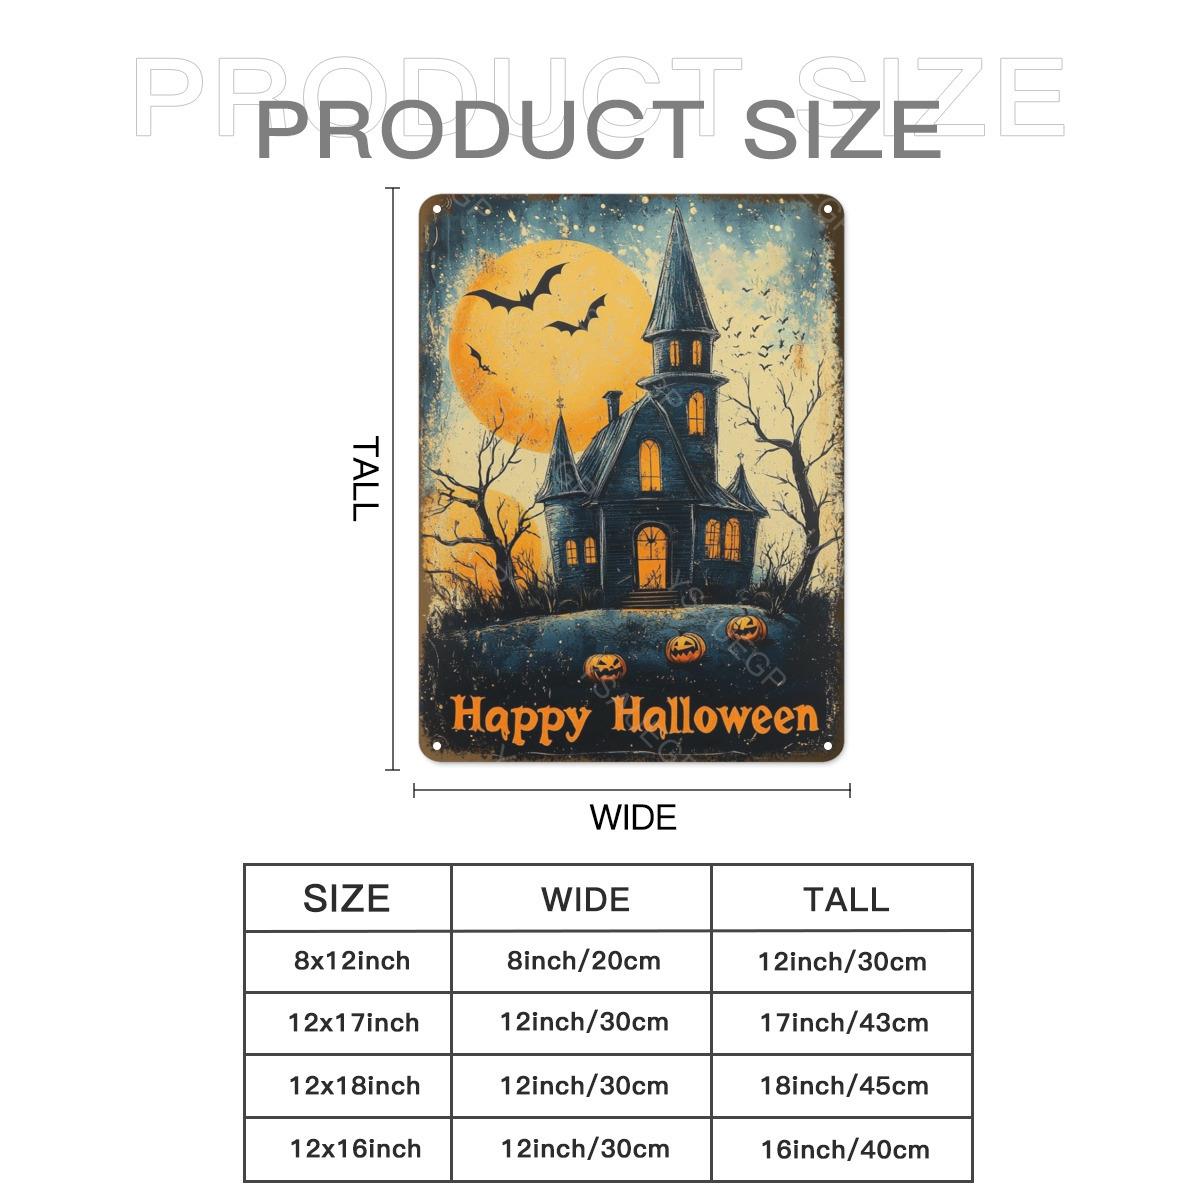 PRODUCT SIZE
PRODUCT SIZE
TALL
Happy Halloween
WIDE
SIZE WIDE TALL
8x12inch 8inch/20cm 12inch/30cm
12x17inch 12inch/30cm 17inch/43cm
12x18inch 12inch/30cm 18inch/45cm
12x16inch 12inch/30cm 16inch/40cm